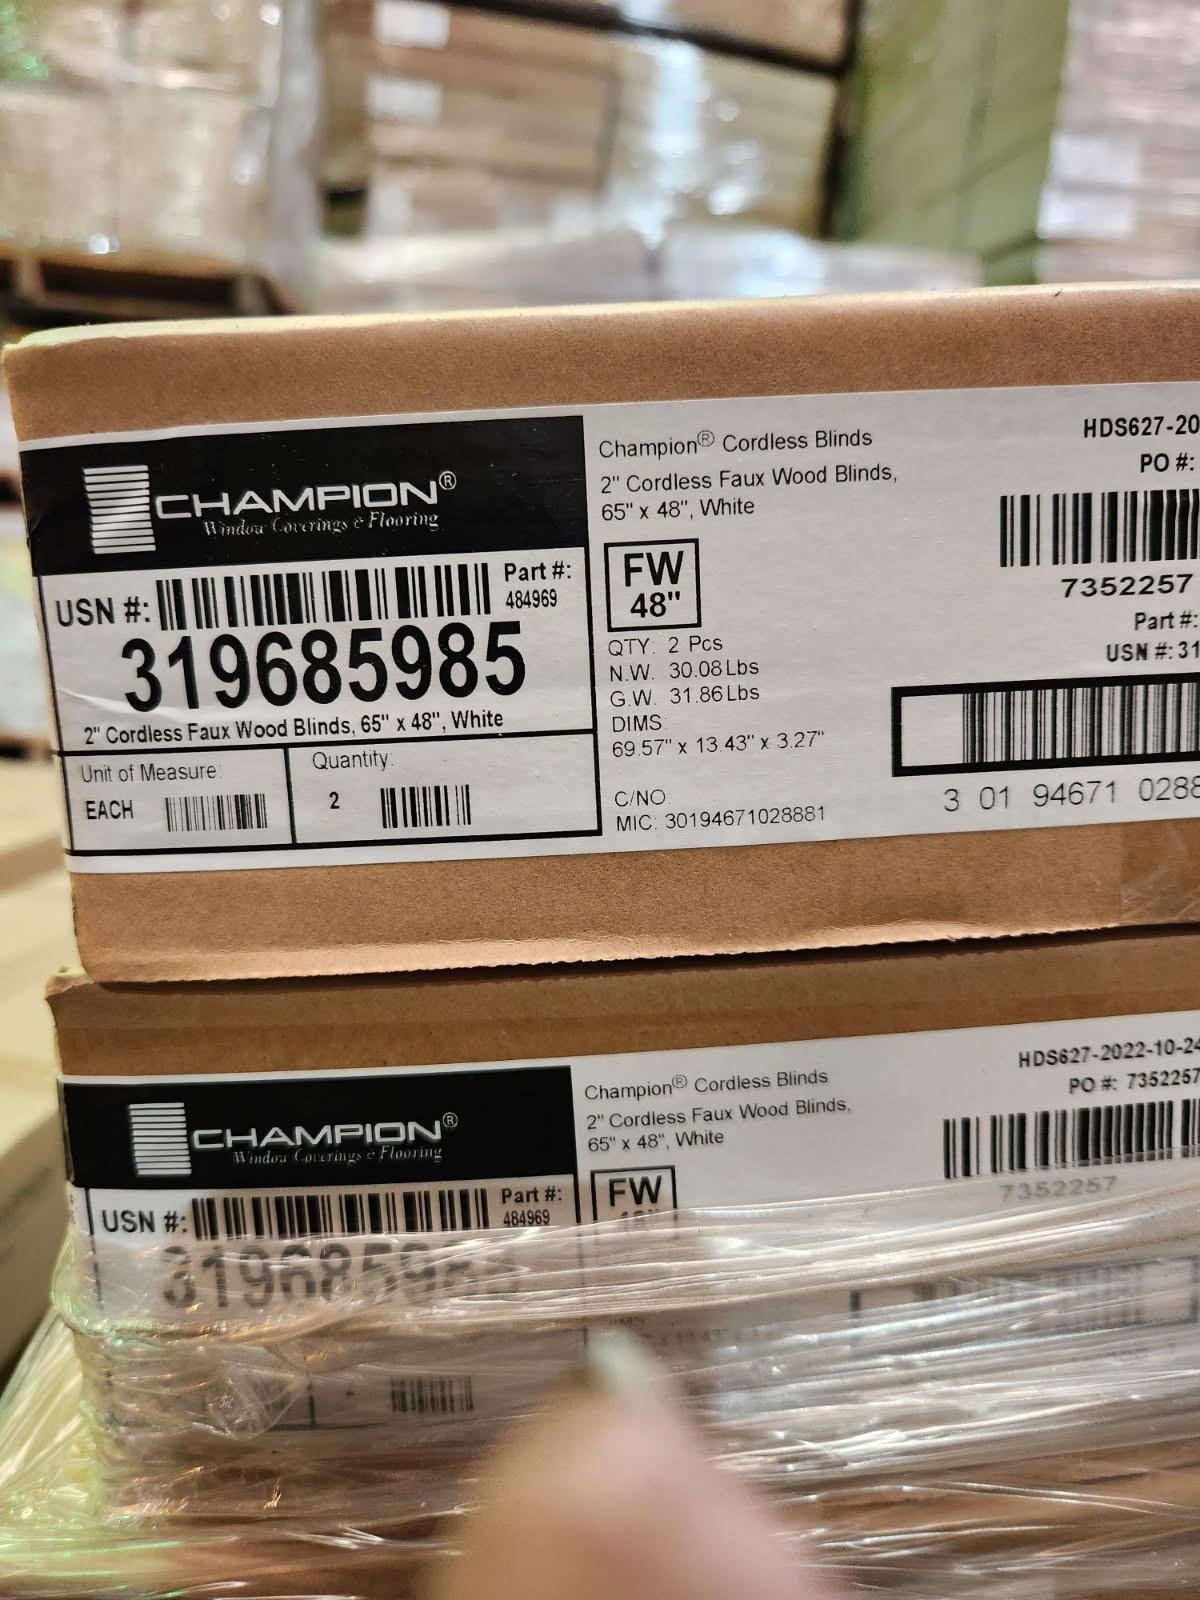 CHAMPION®
Window Coverings & Flooring
USN #:
Part #:
484969
319685985
2" Cordless Faux Wood Blinds, 65" x 48", White
Unit of Measure:
EACH
Quantity:
2
Champion® Cordless Blinds
2" Cordless Faux Wood Blinds,
65" x 48", White
FW
48"
QTY: 2 Pcs
N.W. 30.08 Lbs
G.W. 31.86 Lbs
DIMS:
69.57" x 13.43" x 3.27"
C/NO:
MIC: 30194671028881
HDS627-20
PO #:
7352257
Part #:
USN #: 31
3 01 94671 0288
CHAMPION®
Window Coverings & Flooring
USN #:
Part #:
484969
Champion® Cordless Blinds
2" Cordless Faux Wood Blinds,
65" x 48", White
FW
HDS627-2022-10-24
PO #: 7352257
7352257